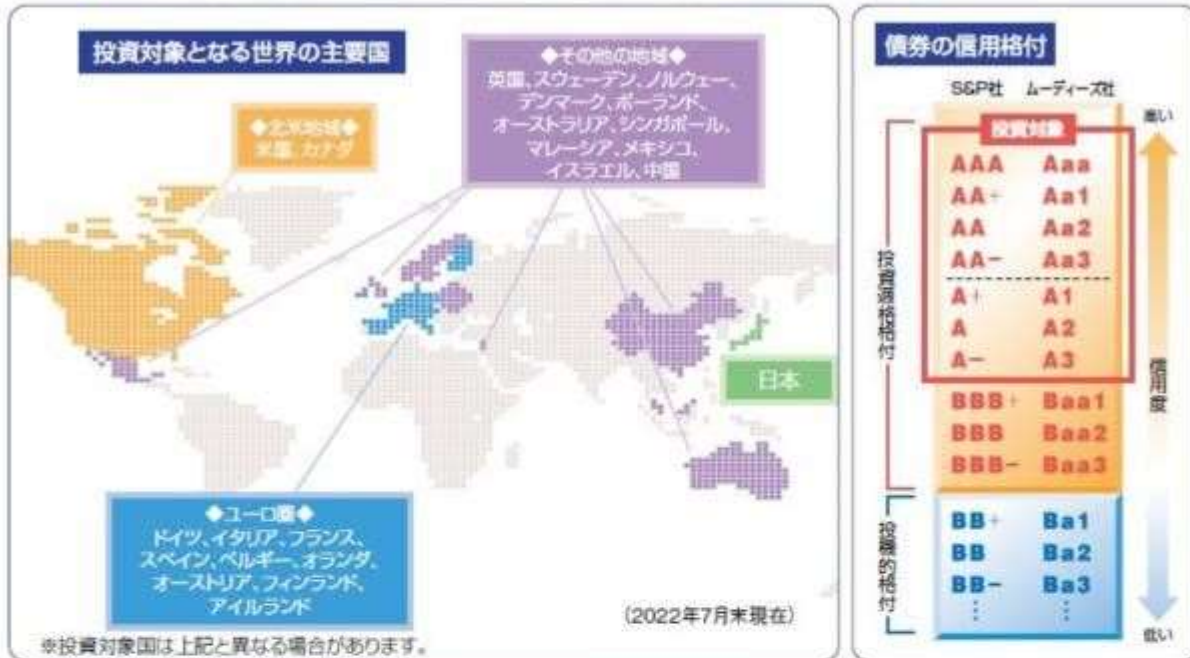 投資対象となる世界の主要国
◆北米地域◆
米国、カナダ
◆その他の地域◆
英国、スウェーデン、ノルウェー、
デンマーク、ポーランド、
オーストラリア、シンガポール、
マレーシア、メキシコ、
イスラエル、中国
日本
◆ユーロ圏◆
ドイツ、イタリア、フランス、
スペイン、ベルギー、オランダ、
オーストリア、フィンランド、
アイルランド
(2022年7月末現在)
※投資対象国は上記と異なる場合があります。
債券の信用格付
S&P社 ムーディーズ社
高い
投資対象
AAA Aaa
AA+ Aa1
AA Aa2
AA− Aa3
A+ A1
A A2
A− A3
BBB+ Baa1
BBB Baa2
BBB− Baa3
BB+ Ba1
BB Ba2
BB− Ba3
⋮ ⋮
投資適格格付
投機的格付
信用度
低い